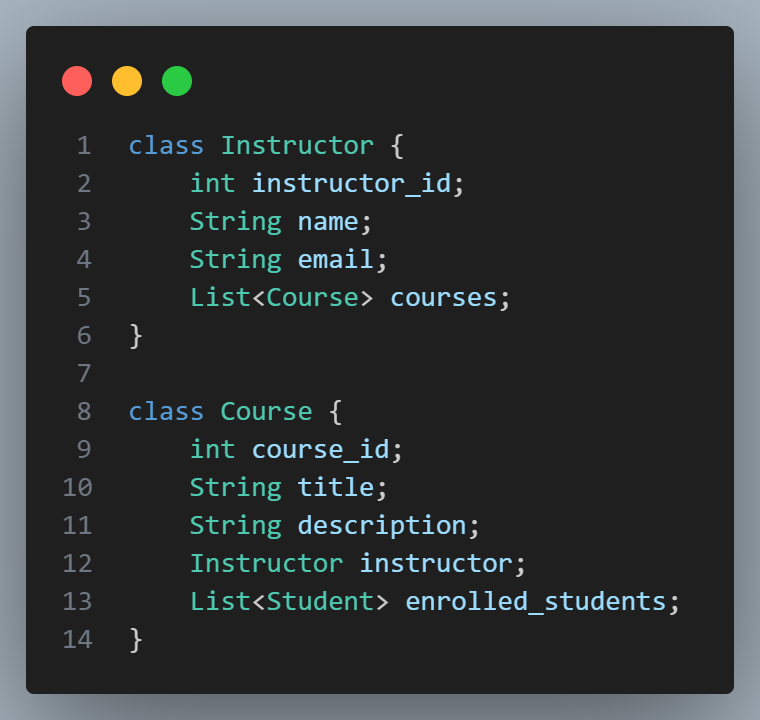 1 class Instructor {
2     int instructor_id;
3     String name;
4     String email;
5     List<Course> courses;
6 }
7
8 class Course {
9     int course_id;
10     String title;
11     String description;
12     Instructor instructor;
13     List<Student> enrolled_students;
14 }